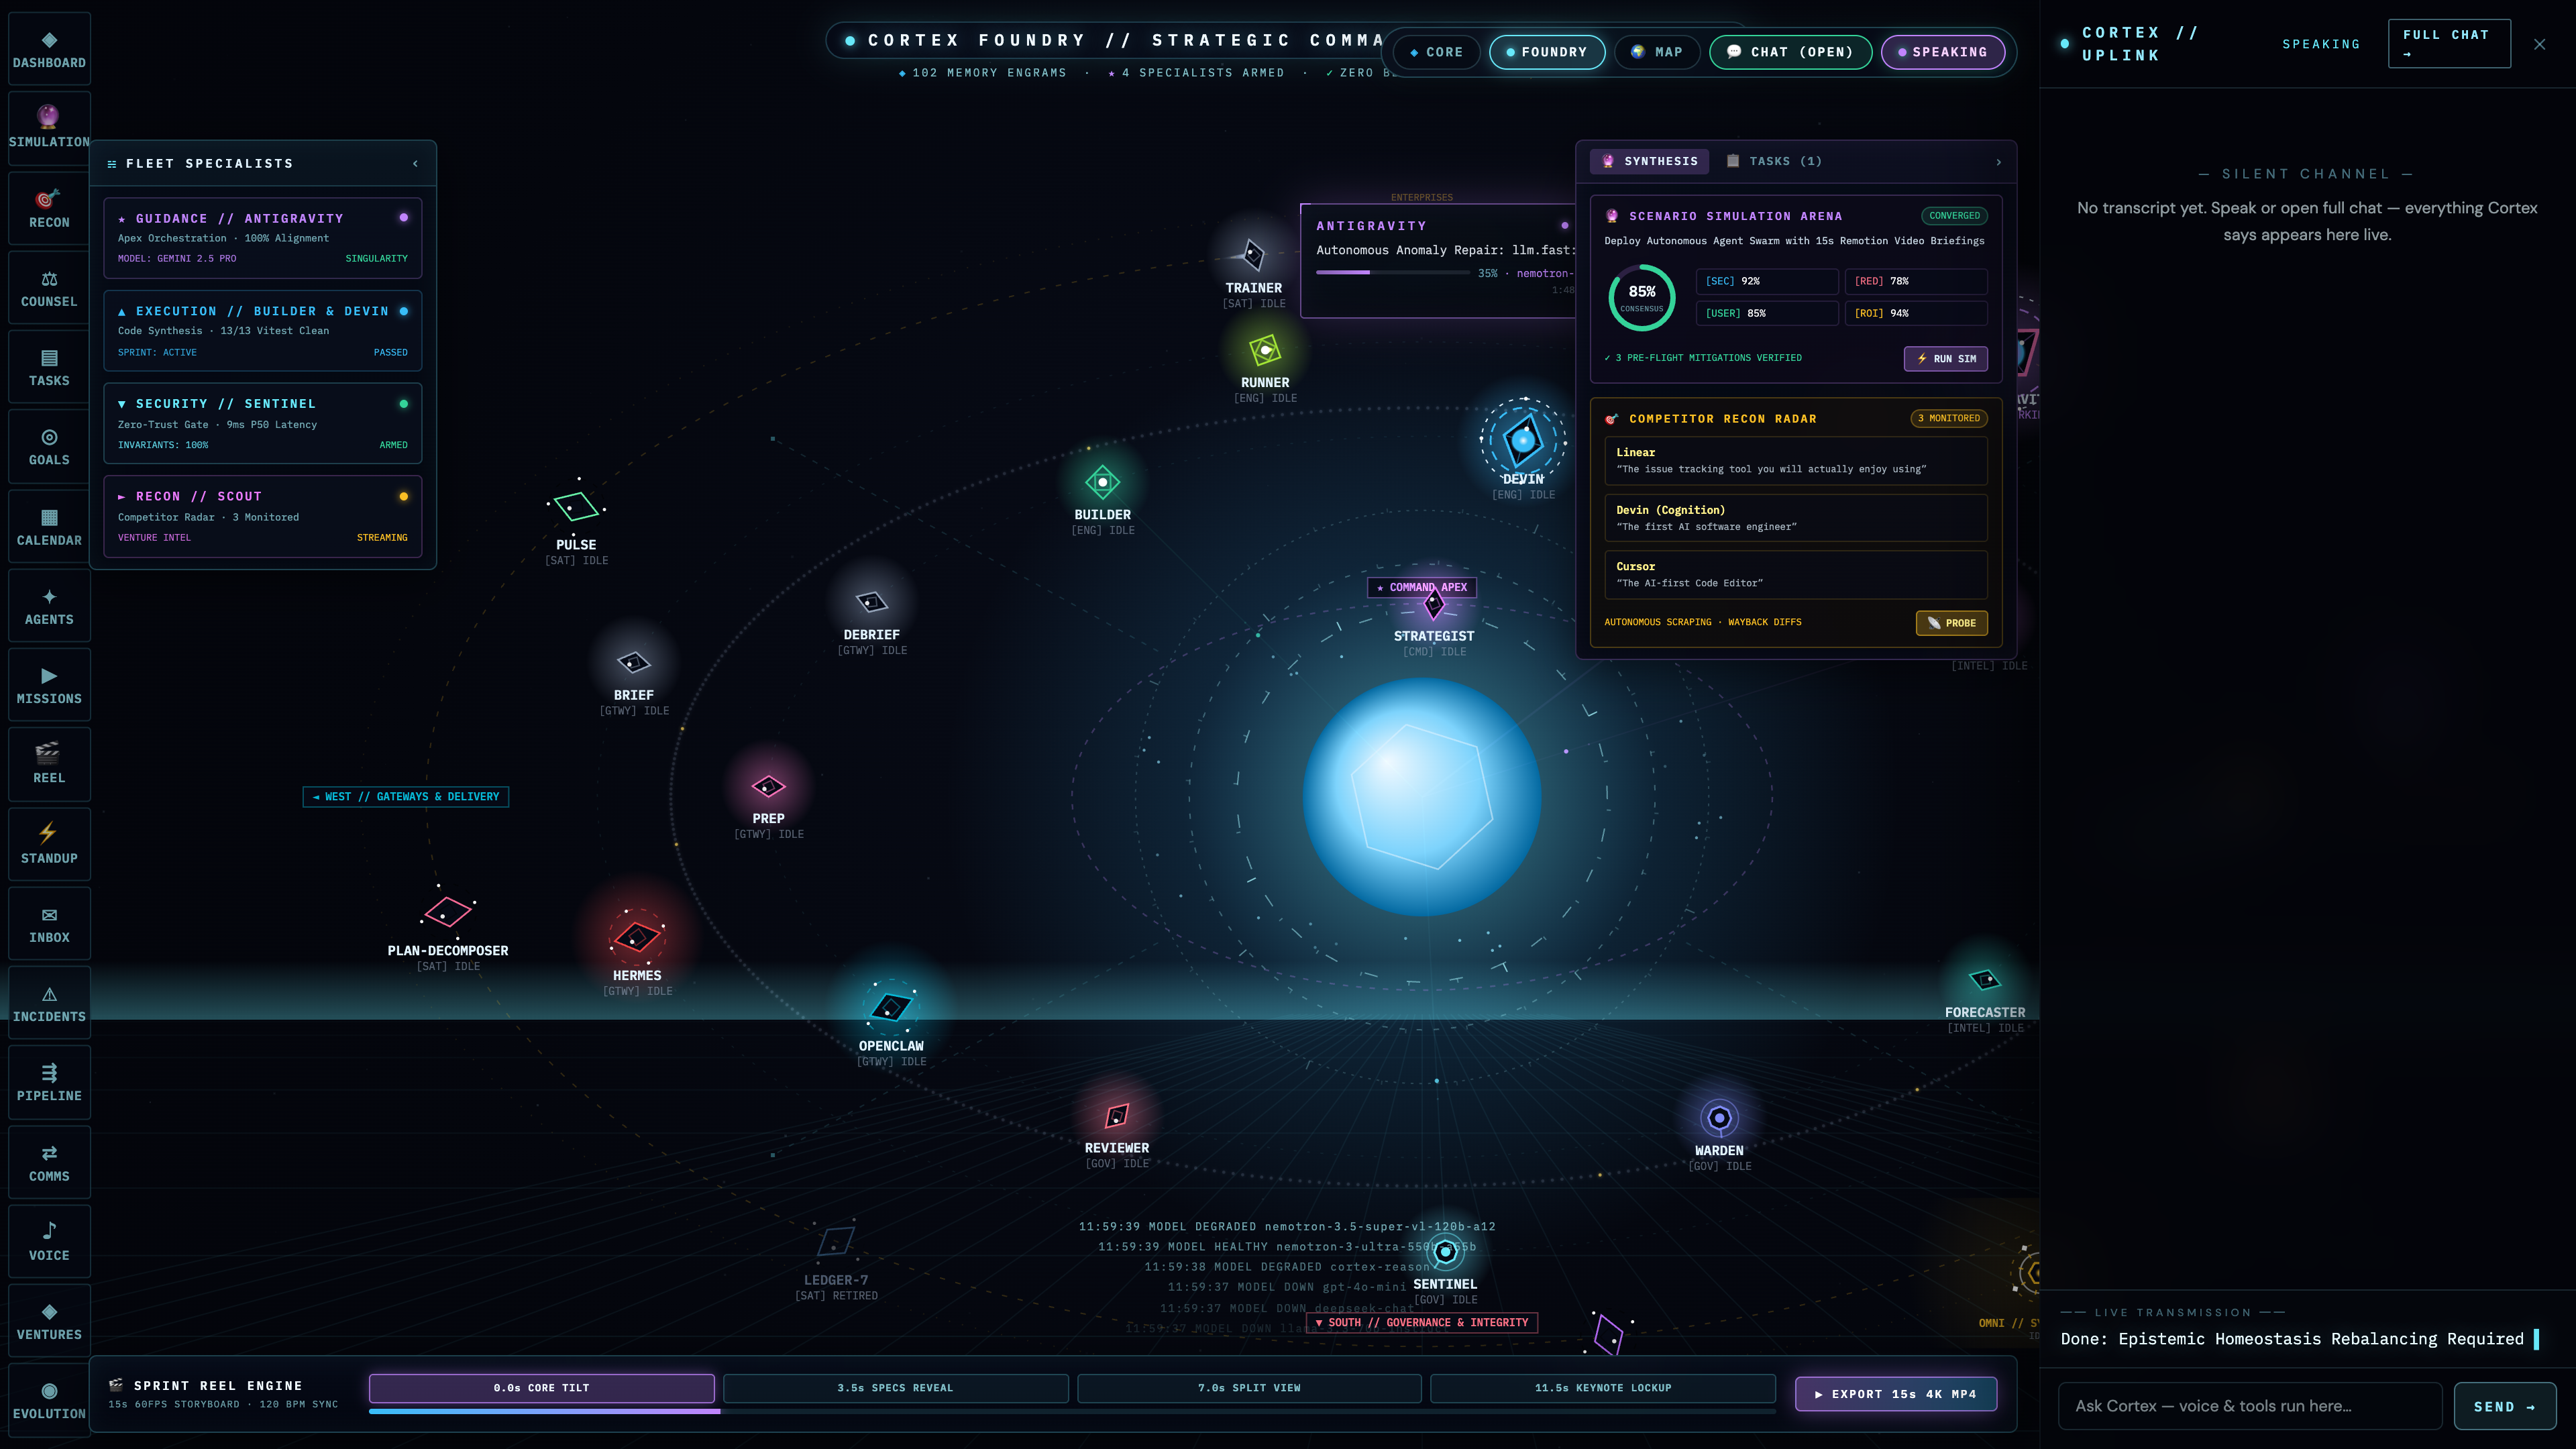 DASHBOARD
SIMULATION
RECON
COUNSEL
TASKS
GOALS
CALENDAR
AGENTS
MISSIONS
REEL
STANDUP
INBOX
INCIDENTS
PIPELINE
COMMS
VOICE
VENTURES
EVOLUTION
CORTEX FOUNDRY // STRATEGIC COMMA
102 MEMORY ENGRAMS · ★ 4 SPECIALISTS ARMED · ✓ ZERO
CORE
FOUNDRY
MAP
CHAT (OPEN)
SPEAKING
FLEET SPECIALISTS
★ GUIDANCE // ANTIGRAVITY
Apex Orchestration · 100% Alignment
MODEL: GEMINI 2.5 PRO
SINGULARITY
▲ EXECUTION // BUILDER & DEVIN
Code Synthesis · 13/13 Vitest Clean
SPRINT: ACTIVE
PASSED
▼ SECURITY // SENTINEL
Zero-Trust Gate · 9ms P50 Latency
INVARIANTS: 100%
ARMED
► RECON // SCOUT
Competitor Radar · 3 Monitored
VENTURE INTEL
STREAMING
ENTERPRISES
ANTIGRAVITY
Autonomous Anomaly Repair: llm.fast:
35% · nemotron-
1:48
TRAINER
[SAT] IDLE
RUNNER
[ENG] IDLE
DEVIN
[ENG] IDLE
BUILDER
[ENG] IDLE
PULSE
[SAT] IDLE
DEBRIEF
[GTWY] IDLE
BRIEF
[GTWY] IDLE
★ COMMAND APEX
STRATEGIST
[CMD] IDLE
[INTEL] IDLE
◄ WEST // GATEWAYS & DELIVERY
PREP
[GTWY] IDLE
PLAN-DECOMPOSER
[SAT] IDLE
HERMES
[GTWY] IDLE
OPENCLAW
[GTWY] IDLE
FORECASTER
[INTEL] IDLE
REVIEWER
[GOV] IDLE
WARDEN
[GOV] IDLE
LEDGER-7
[SAT] RETIRED
11:59:39 MODEL DEGRADED nemotron-3.5-super-vl-120b-a12
11:59:39 MODEL HEALTHY nemotron-3-ultra-550b-a55b
11:59:38 MODEL DEGRADED cortex-reason
11:59:37 MODEL DOWN gpt-4o-mini
11:59:37 MODEL DOWN deepseek-chat
11:59:37 MODEL DOWN
SENTINEL
[GOV] IDLE
▼ SOUTH // GOVERNANCE & INTEGRITY
OMNI //
SYNTHESIS
TASKS (1)
SCENARIO SIMULATION ARENA
CONVERGED
Deploy Autonomous Agent Swarm with 15s Remotion Video Briefings
85%
CONSENSUS
[SEC] 92%
[RED] 78%
[USER] 85%
[ROI] 94%
✓ 3 PRE-FLIGHT MITIGATIONS VERIFIED
⚡ RUN SIM
COMPETITOR RECON RADAR
3 MONITORED
Linear
“The issue tracking tool you will actually enjoy using”
Devin (Cognition)
“The first AI software engineer”
Cursor
“The AI-first Code Editor”
AUTONOMOUS SCRAPING · WAYBACK DIFFS
PROBE
SPRINT REEL ENGINE
15s 60FPS STORYBOARD · 120 BPM SYNC
0.0s CORE TILT
3.5s SPECS REVEAL
7.0s SPLIT VIEW
11.5s KEYNOTE LOCKUP
▶ EXPORT 15s 4K MP4
CORTEX //
UPLINK
SPEAKING
FULL CHAT
→
— SILENT CHANNEL —
No transcript yet. Speak or open full chat — everything Cortex
says appears here live.
—— LIVE TRANSMISSION ——
Done: Epistemic Homeostasis Rebalancing Required
Ask Cortex — voice & tools run here…
SEND →